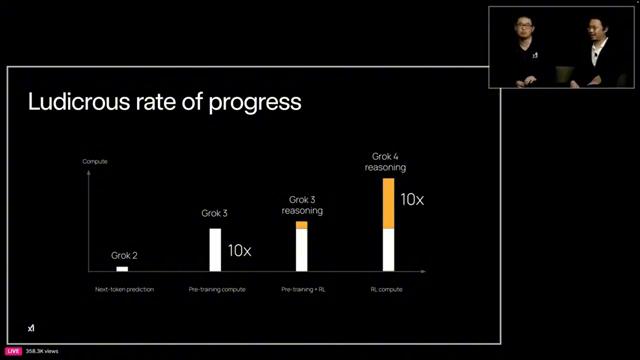 Ludicrous rate of progress
Compute
Grok 2
Grok 3
10x
Grok 3
reasoning
Grok 4
reasoning
10x
Next-token prediction
Pre-training compute
Pre-training + RL
RL compute
xI
LIVE 358.3K views